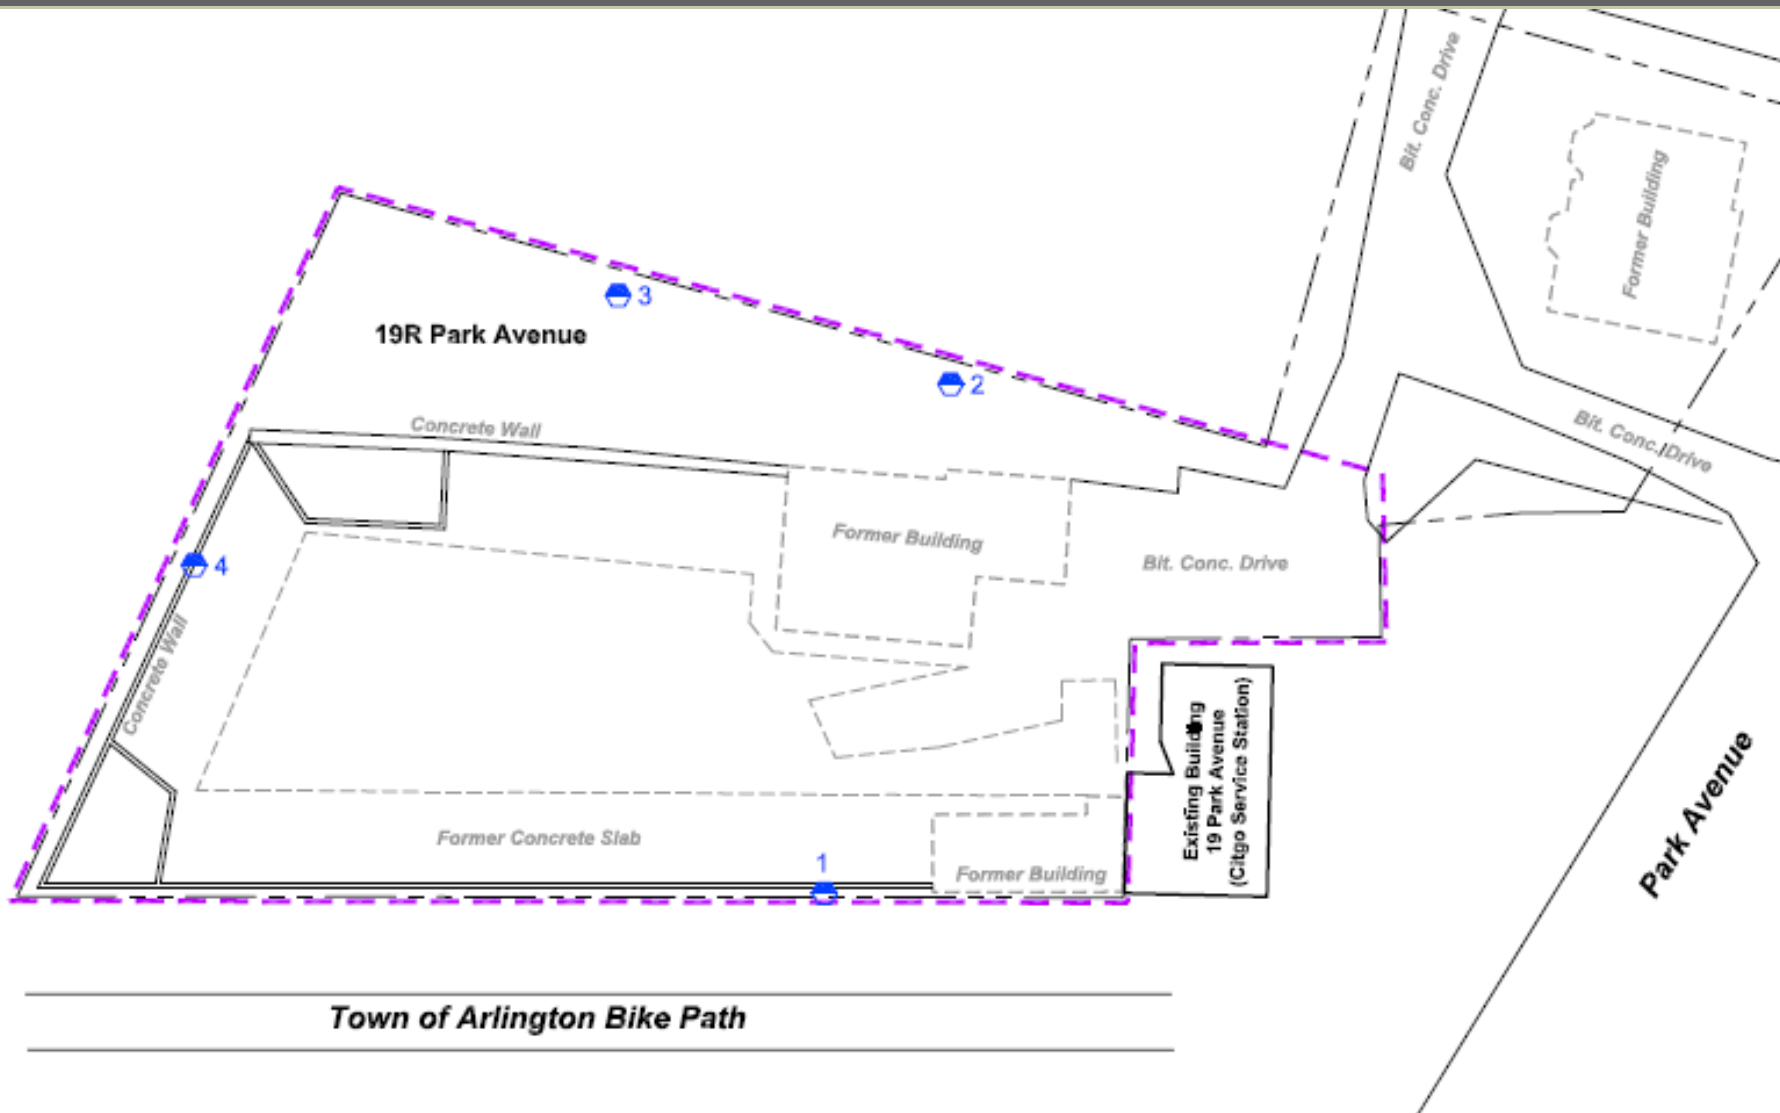 Bit. Conc. Drive
Former Building
3
19R Park Avenue
2
Concrete Wall
Bit. Conc. Drive
Former Building
Bit. Conc. Drive
4
Concrete Wall
Existing Building
19 Park Avenue
(Citgo Service Station)
Park Avenue
Former Concrete Slab
1
Former Building
Town of Arlington Bike Path